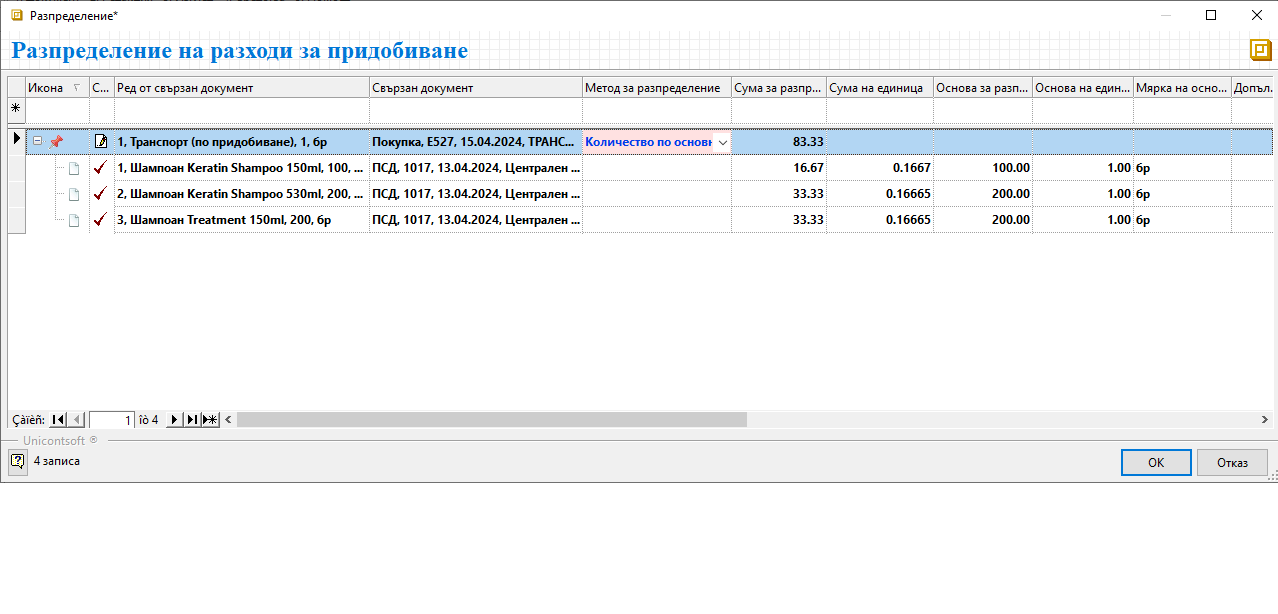 Разпределение*
Разпределение на разходи за придобиване
Икона С... Ред от свързан документ Свързан документ Метод за разпределение Сума за разпр... Сума на единица Основа за разп... Основа на един... Мярка на осно... Допъл.
1, Транспорт (по придобиване), 1, бр Покупка, Е527, 15.04.2024, ТРАНС... Количество по основн 83.33
1, Шампоан Keratin Shampoo 150ml, 100, ... ПСД, 1017, 13.04.2024, Централен ... 16.67 0.1667 100.00 1.00 бр
2, Шампоан Keratin Shampoo 530ml, 200, ... ПСД, 1017, 13.04.2024, Централен ... 33.33 0.16665 200.00 1.00 бр
3, Шампоан Treatment 150ml, 200, бр ПСД, 1017, 13.04.2024, Централен ... 33.33 0.16665 200.00 1.00 бр
Çàïèñ: 1 îò 4
Unicontsoft ®
4 записа
OK Отказ